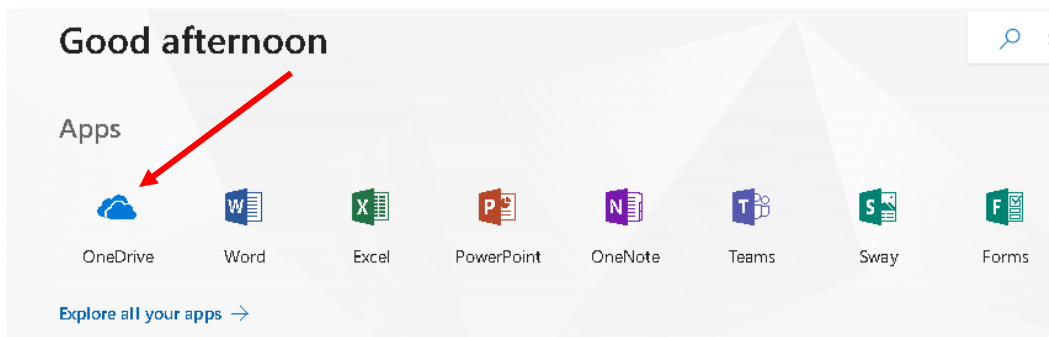 Good afternoon
Apps
W X P N T S F
OneDrive Word Excel PowerPoint OneNote Teams Sway Forms
Explore all your apps →